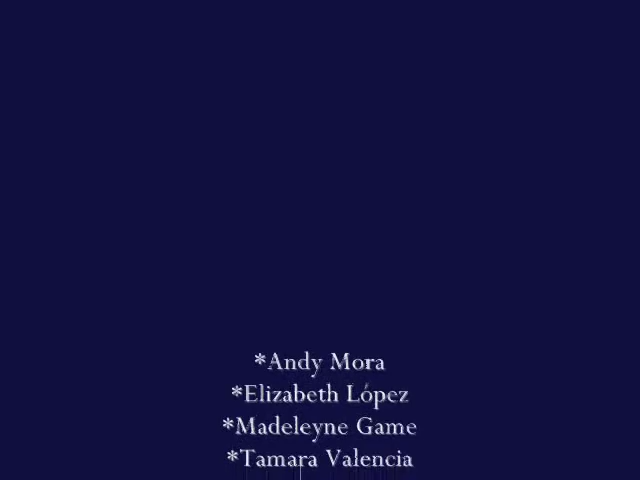 *Andy Mora
*Elizabeth López
*Madeleyne Game
*Tamara Valencia